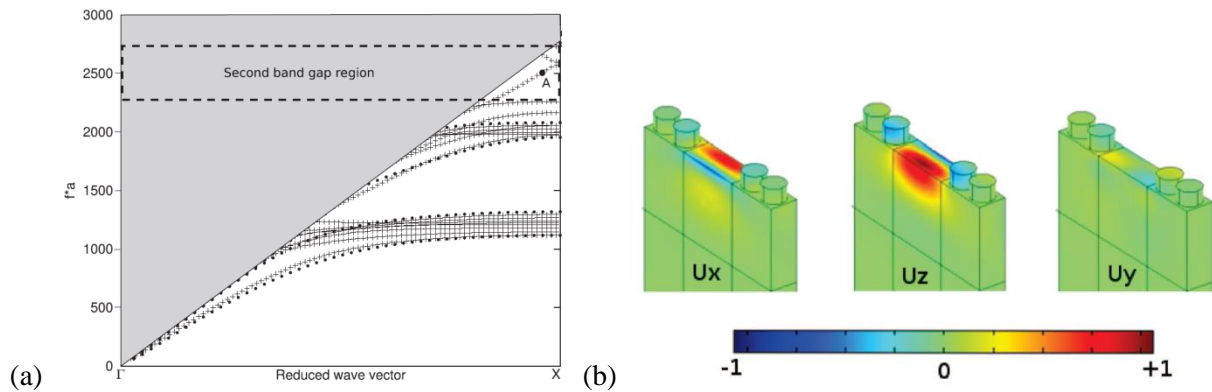 3000
2500
2000
1500
1000
500
0
f*a
Second band gap region
A
Γ
Reduced wave vector
X
(a)
Ux
Uz
Uy
-1
0
+1
(b)